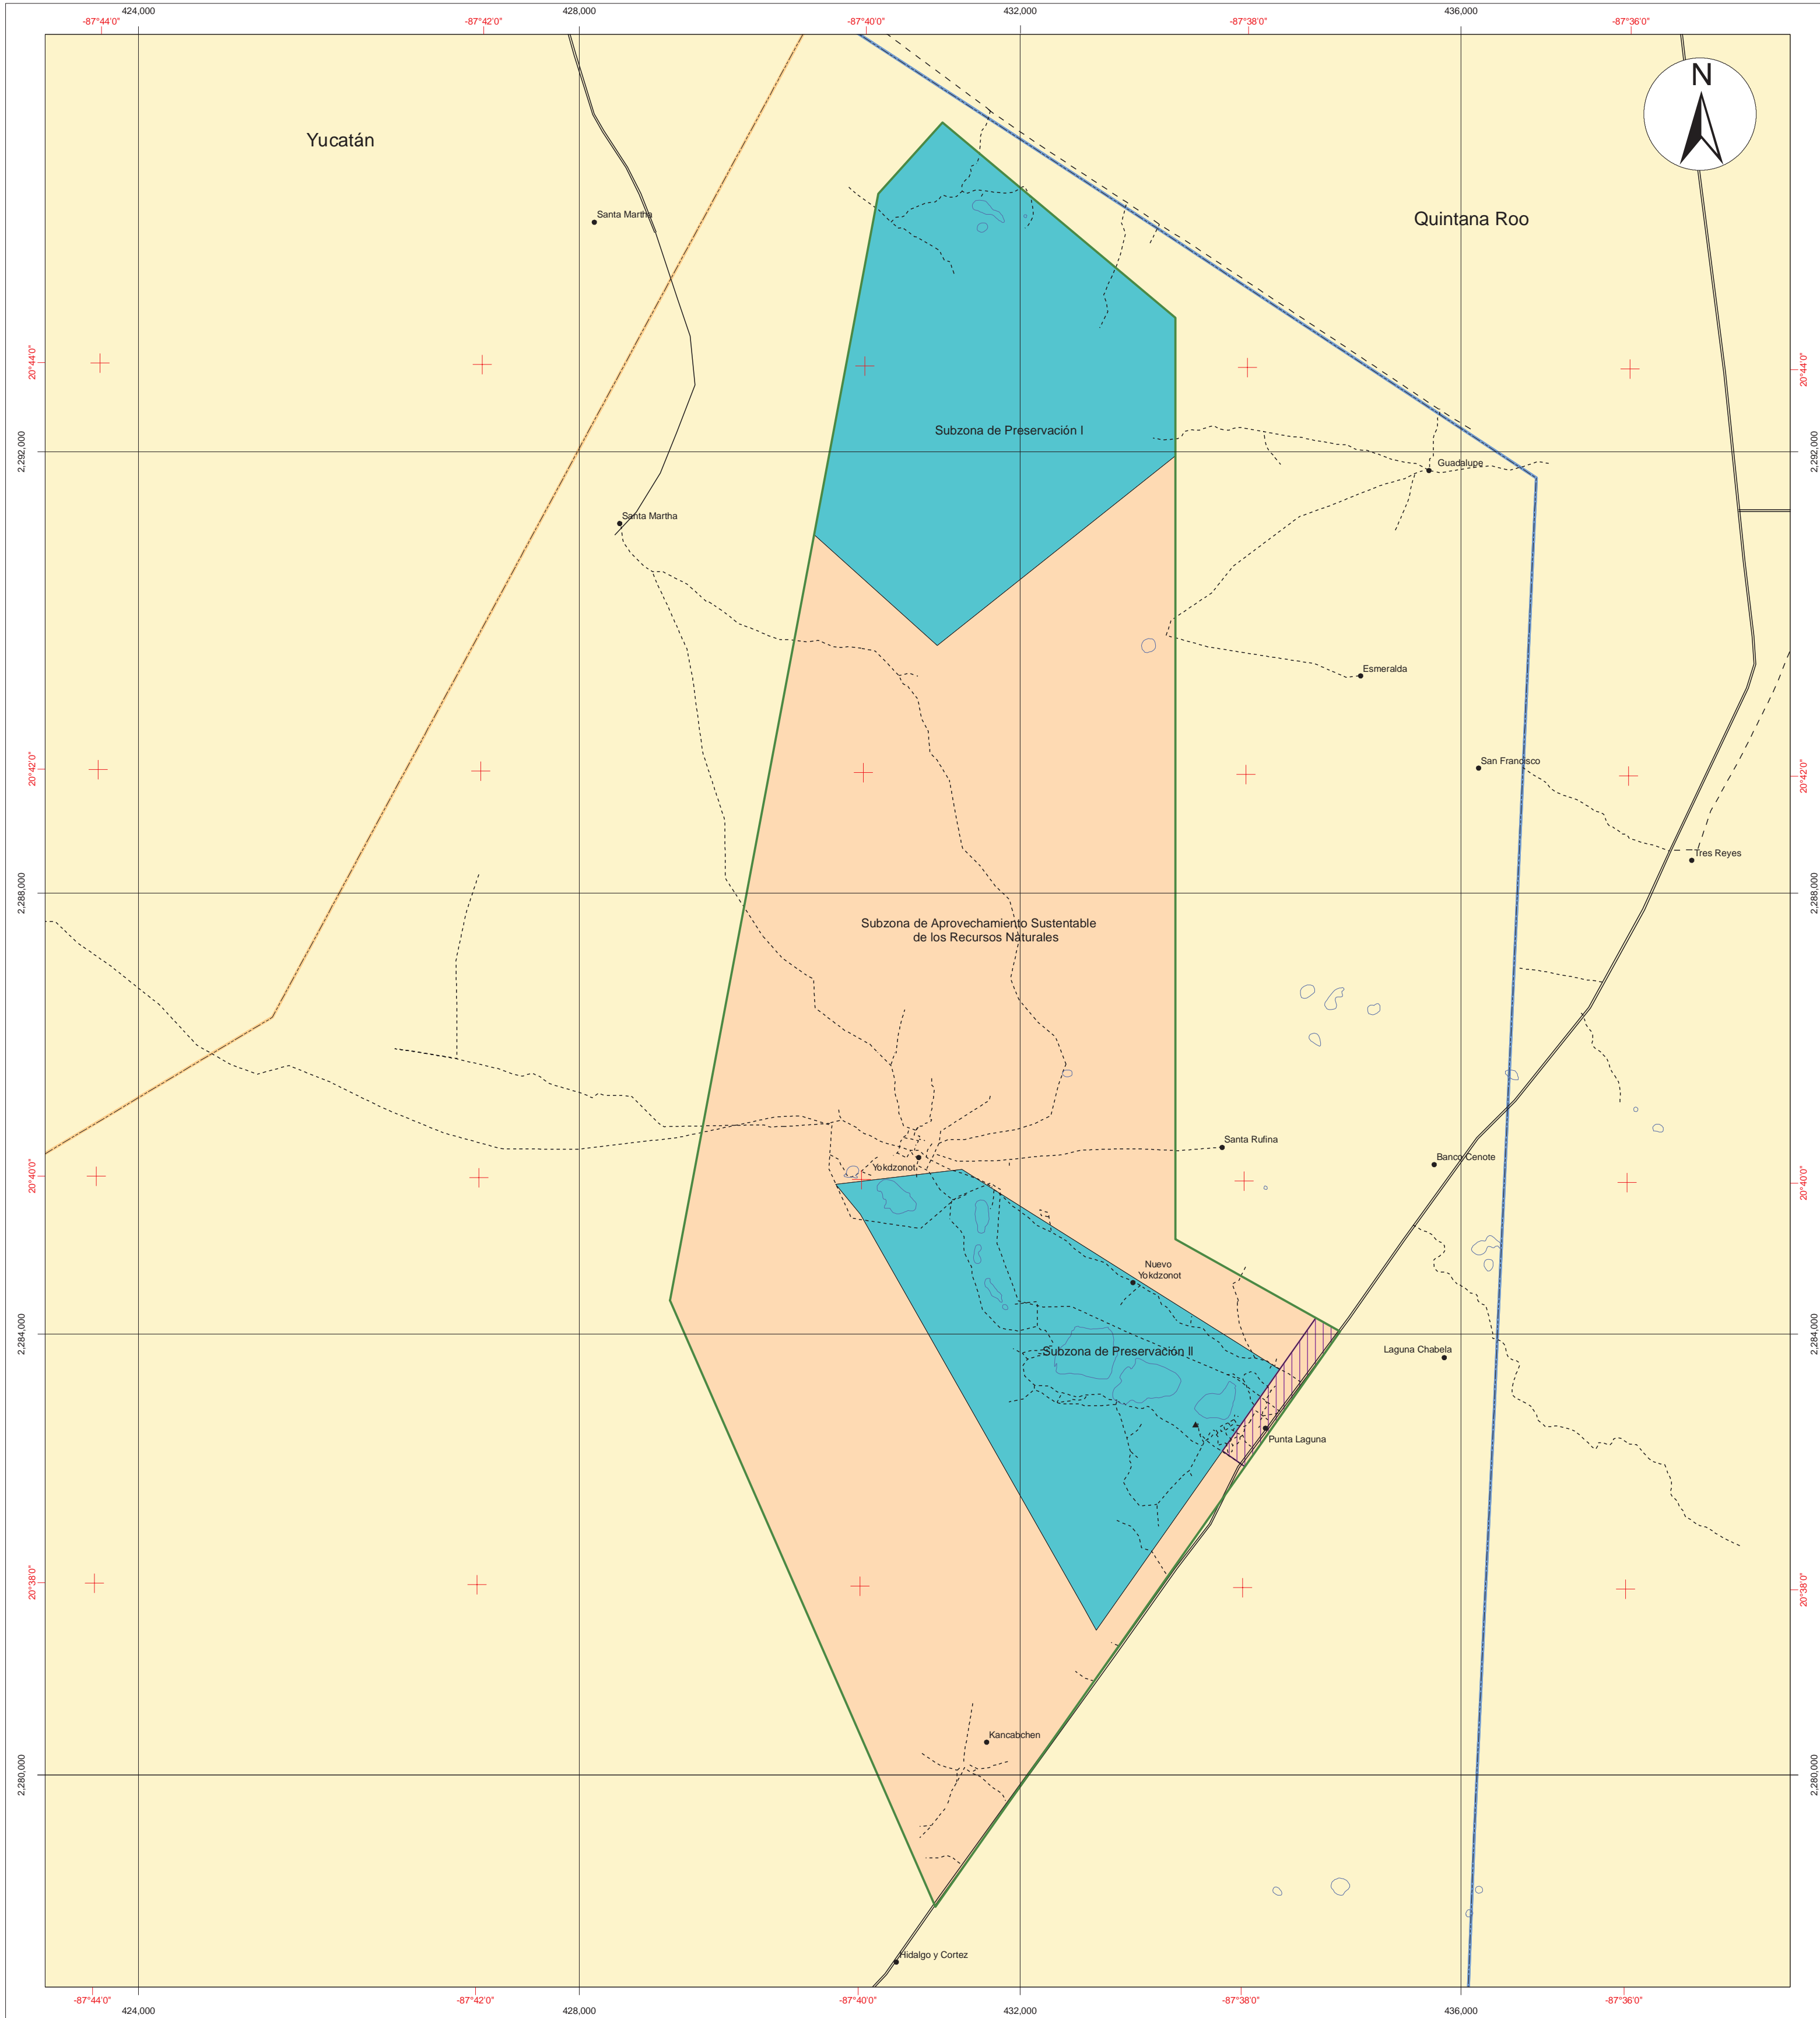 424,000
428,000
432,000
436,000
-87°44'0"
-87°42'0"
-87°40'0"
-87°38'0"
-87°36'0"
N
Yucatán
Quintana Roo
Santa Martha
20°44'0"
20°44'0"
Subzona de Preservación I
2,292,000
2,292,000
Guadalupe
Santa Martha
Esmeralda
San Francisco
20°42'0"
20°42'0"
Tres Reyes
2,288,000
2,288,000
Subzona de Aprovechamiento Sustentable
de los Recursos Naturales
Santa Rufina
Banco Cenote
Yokdzonot
20°40'0"
20°40'0"
Nuevo
Yokdzonot
2,284,000
2,284,000
Laguna Chabela
Subzona de Preservación II
Punta Laguna
20°38'0"
20°38'0"
Kancabchen
2,280,000
2,280,000
Hidalgo y Cortez
-87°44'0"
-87°42'0"
-87°40'0"
-87°38'0"
-87°36'0"
424,000
428,000
432,000
436,000